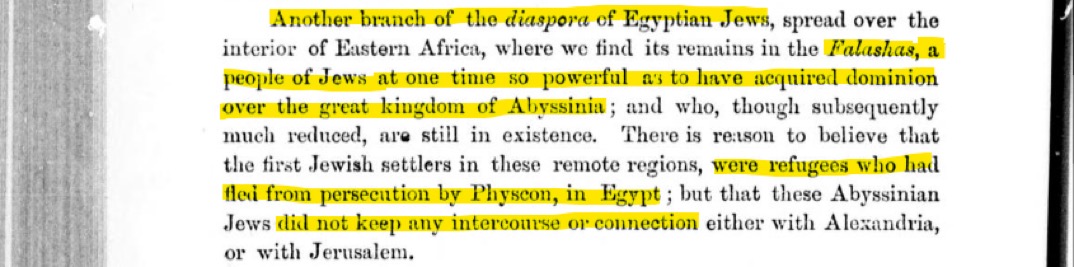 Another branch of the diaspora of Egyptian Jews, spread over the
interior of Eastern Africa, where we find its remains in the Falashas, a
people of Jews at one time so powerful as to have acquired dominion
over the great kingdom of Abyssinia; and who, though subsequently
much reduced, are still in existence. There is reason to believe that
the first Jewish settlers in these remote regions, were refugees who had
fled from persecution by Physcon, in Egypt; but that these Abyssinian
Jews did not keep any intercourse or connection either with Alexandria,
or with Jerusalem.